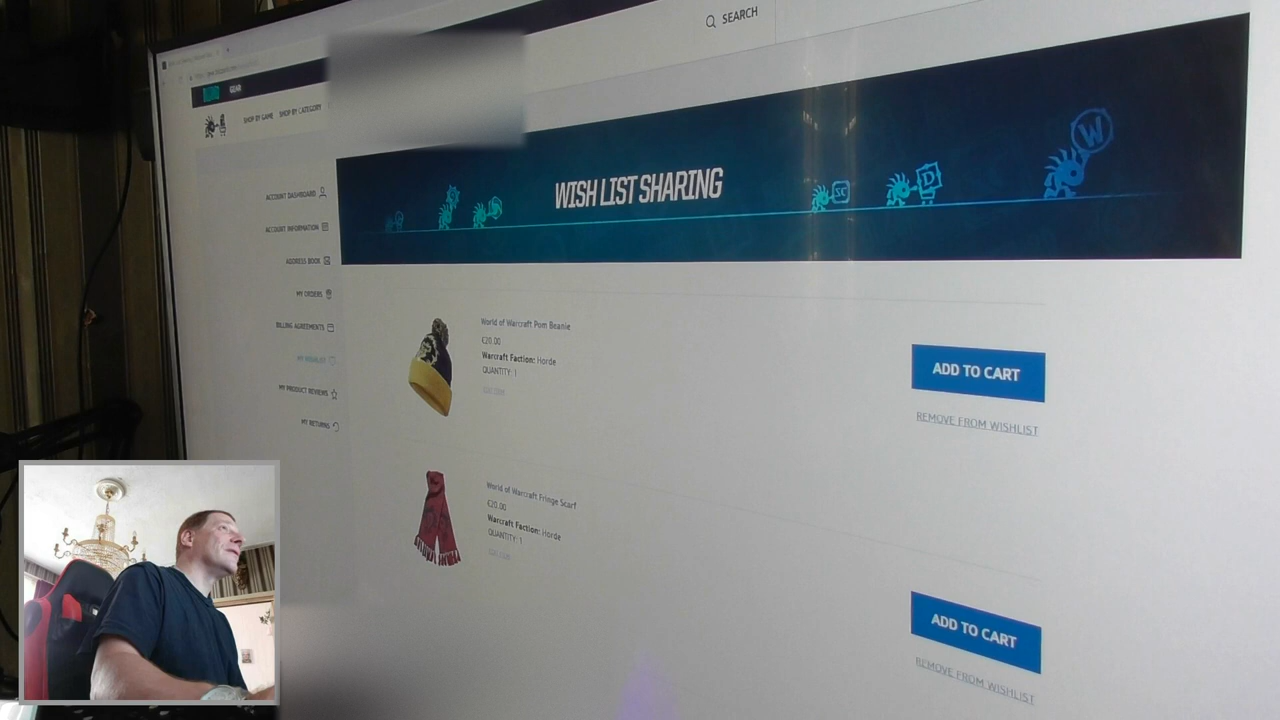 SEARCH
GEAR
SHOP BY GAME SHOP BY CATEGORY
WISH LIST SHARING
SC
D
W
ACCOUNT DASHBOARD
ACCOUNT INFORMATION
ADDRESS BOOK
MY ORDERS
BILLING AGREEMENTS
MY WISHLIST
MY PRODUCT REVIEWS
MY RETURNS
World of Warcraft Pom Beanie
€20.00
Warcraft Faction: Horde
QUANTITY: 1
ADD TO CART
REMOVE FROM WISHLIST
World of Warcraft Fringe Scarf
€20.00
Warcraft Faction: Horde
QUANTITY: 1
ADD TO CART
REMOVE FROM WISHLIST